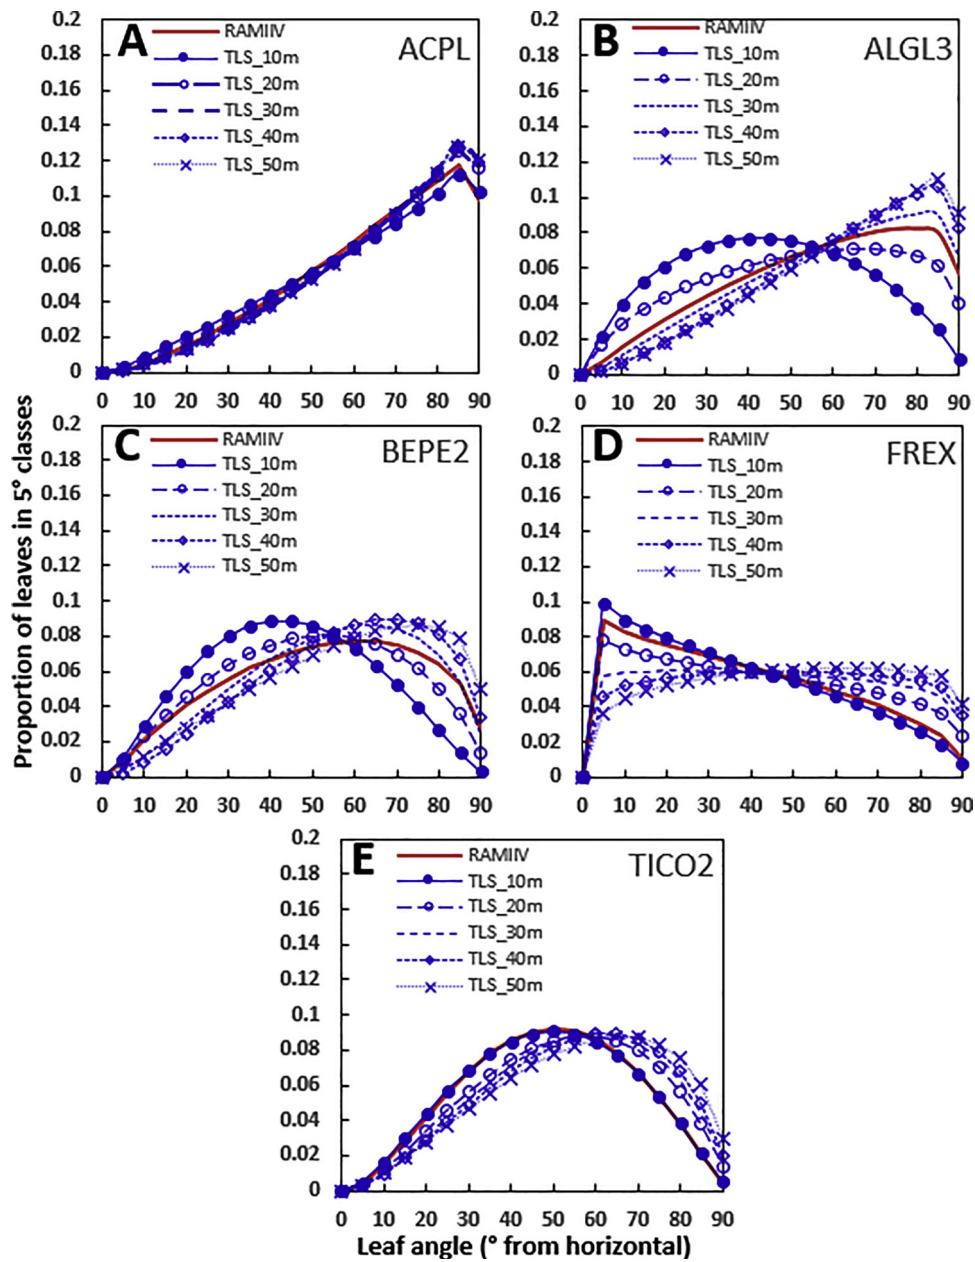 Proportion of leaves in 5° classes
A
ACPL
RAMIIV
TLS_10m
TLS_20m
TLS_30m
TLS_40m
TLS_50m
0.2
0.18
0.16
0.14
0.12
0.1
0.08
0.06
0.04
0.02
0
0 10 20 30 40 50 60 70 80 90
B
ALGL3
RAMIIV
TLS_10m
TLS_20m
TLS_30m
TLS_40m
TLS_50m
0.2
0.18
0.16
0.14
0.12
0.1
0.08
0.06
0.04
0.02
0
0 10 20 30 40 50 60 70 80 90
C
BEPE2
RAMIIV
TLS_10m
TLS_20m
TLS_30m
TLS_40m
TLS_50m
0.2
0.18
0.16
0.14
0.12
0.1
0.08
0.06
0.04
0.02
0
0 10 20 30 40 50 60 70 80 90
D
FREX
RAMIIV
TLS_10m
TLS_20m
TLS_30m
TLS_40m
TLS_50m
0.2
0.18
0.16
0.14
0.12
0.1
0.08
0.06
0.04
0.02
0
0 10 20 30 40 50 60 70 80 90
E
TICO2
RAMIIV
TLS_10m
TLS_20m
TLS_30m
TLS_40m
TLS_50m
0.2
0.18
0.16
0.14
0.12
0.1
0.08
0.06
0.04
0.02
0
0 10 20 30 40 50 60 70 80 90
Leaf angle (° from horizontal)